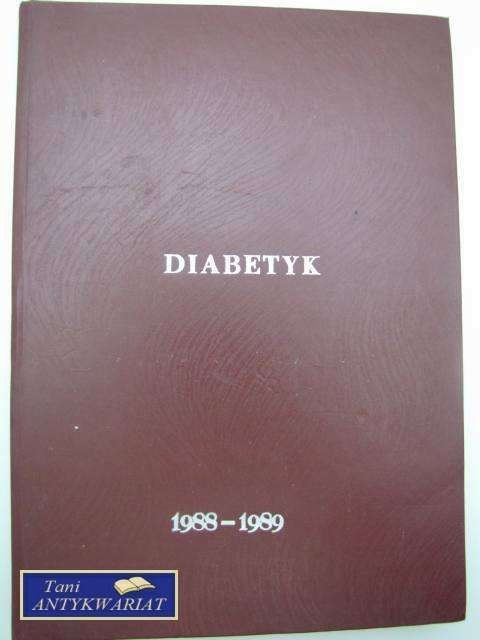 DIABETYK
1988-1989
Tani
ANTYKWARIAT